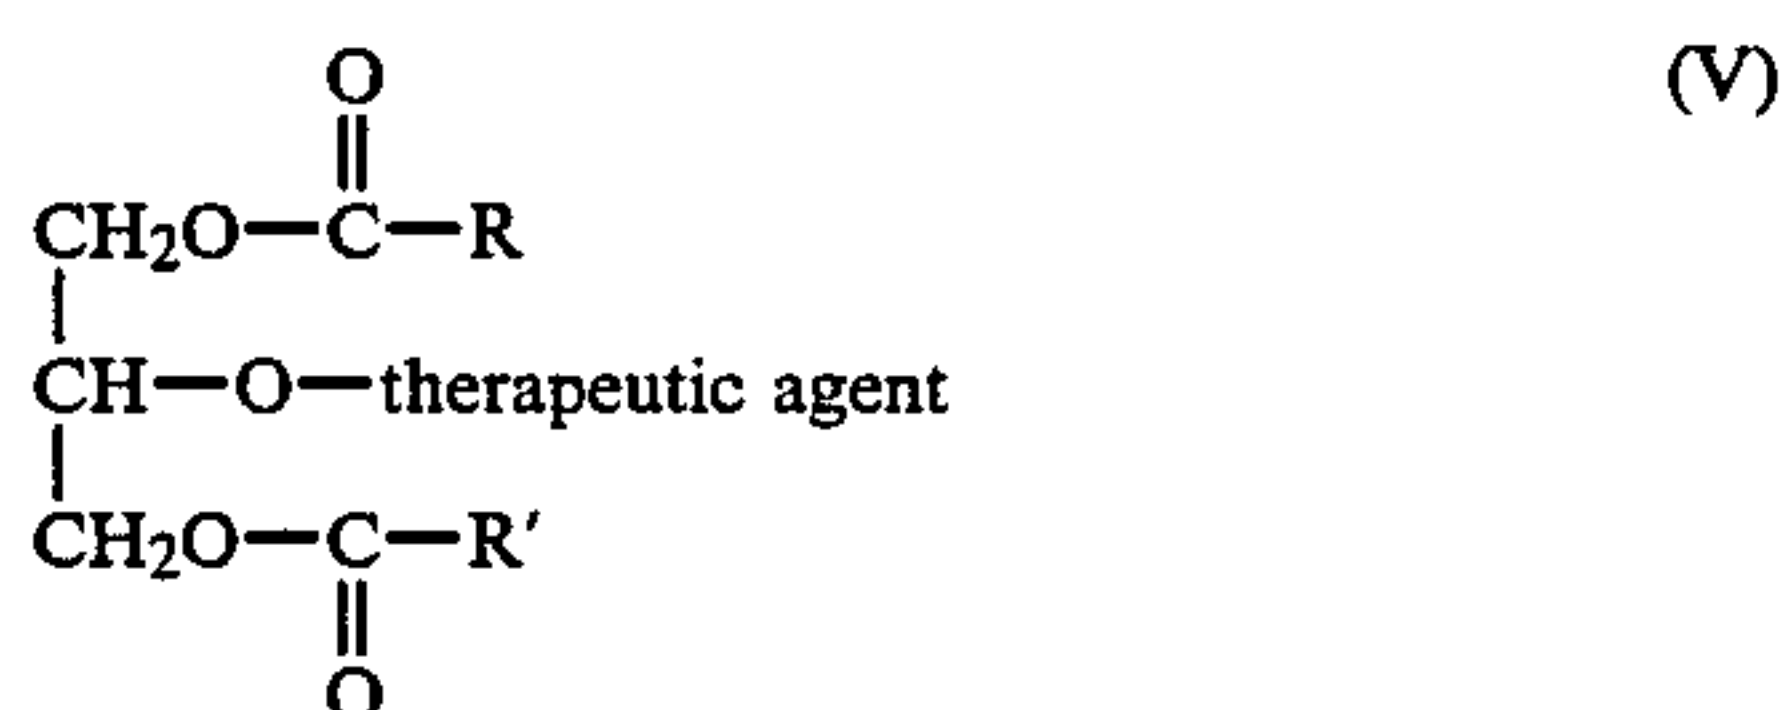 O (V)
CH₂O—C—R
CH—O—therapeutic agent
CH₂O—C—R′
O